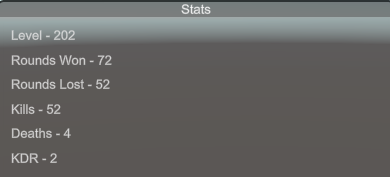 Stats
Level - 202
Rounds Won - 72
Rounds Lost - 52
Kills - 52
Deaths - 4
KDR - 2